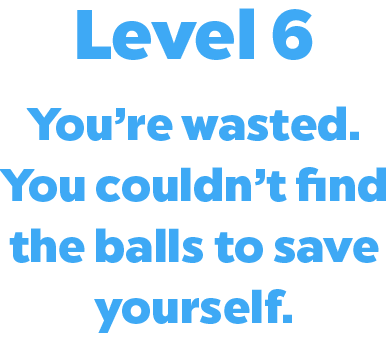 Level 6
You’re wasted.
You couldn’t find
the balls to save
yourself.